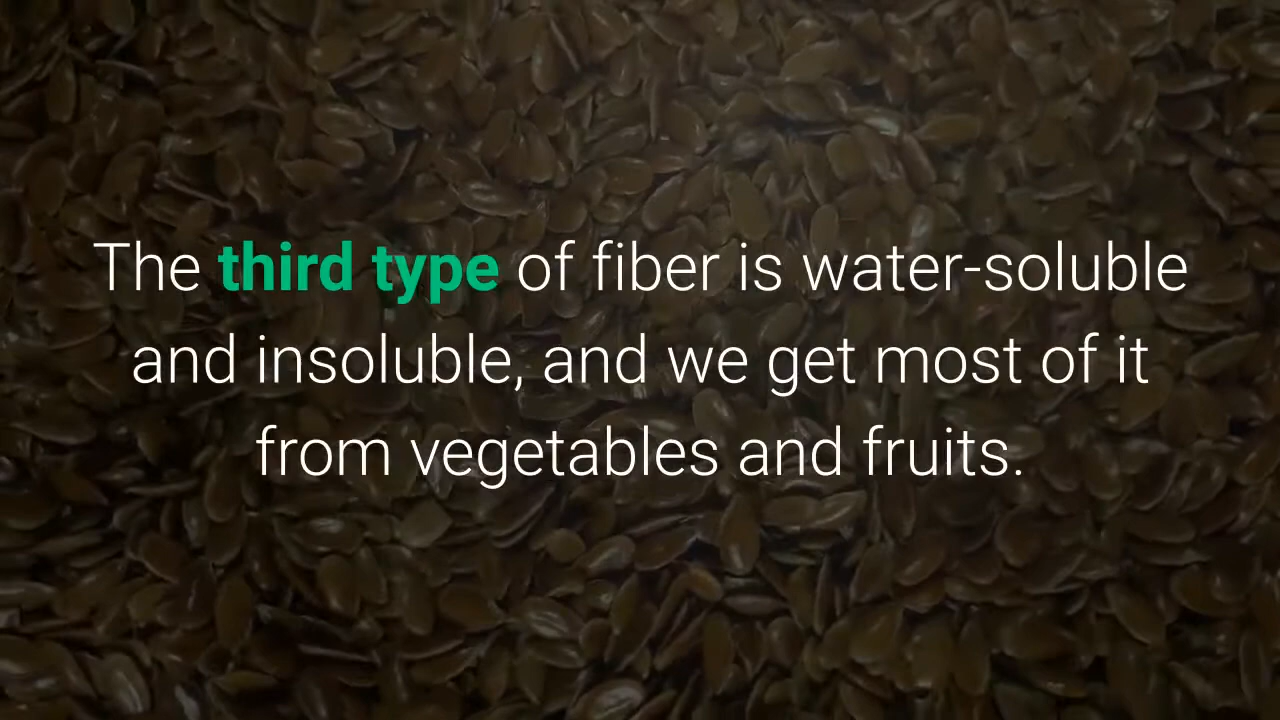 The third type of fiber is water-soluble
and insoluble, and we get most of it
from vegetables and fruits.